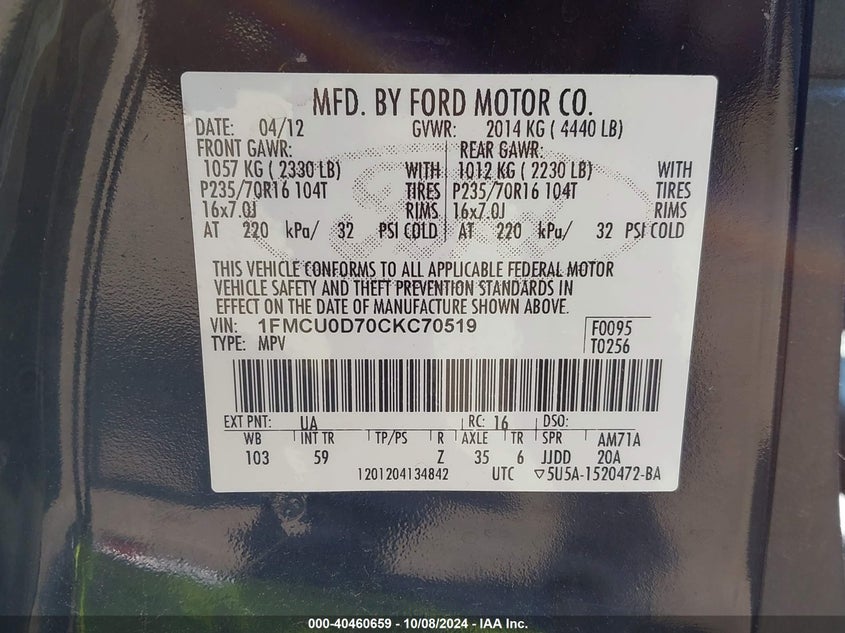 MFD. BY FORD MOTOR CO.
DATE: 04/12 GVWR: 2014 KG ( 4440 LB)
FRONT GAWR: REAR GAWR:
1057 KG ( 2330 LB) WITH 1012 KG ( 2230 LB) WITH
P235/70R16 104T TIRES P235/70R16 104T TIRES
16x7.0J RIMS 16x7.0J RIMS
AT 220 kPa/ 32 PSI COLD AT 220 kPa/ 32 PSI COLD
THIS VEHICLE CONFORMS TO ALL APPLICABLE FEDERAL MOTOR
VEHICLE SAFETY AND THEFT PREVENTION STANDARDS IN
EFFECT ON THE DATE OF MANUFACTURE SHOWN ABOVE.
VIN: 1FMCU0D70CKC70519 F0095
TYPE: MPV T0256
EXT PNT: UA RC: 16 DSO:
WB INT TR TP/PS R AXLE TR SPR AM71A
103 59 Z 35 6 JJDD 20A
1201204134842 UTC ▽5U5A-1520472-BA
000-40460659 - 10/08/2024 - IAA Inc.